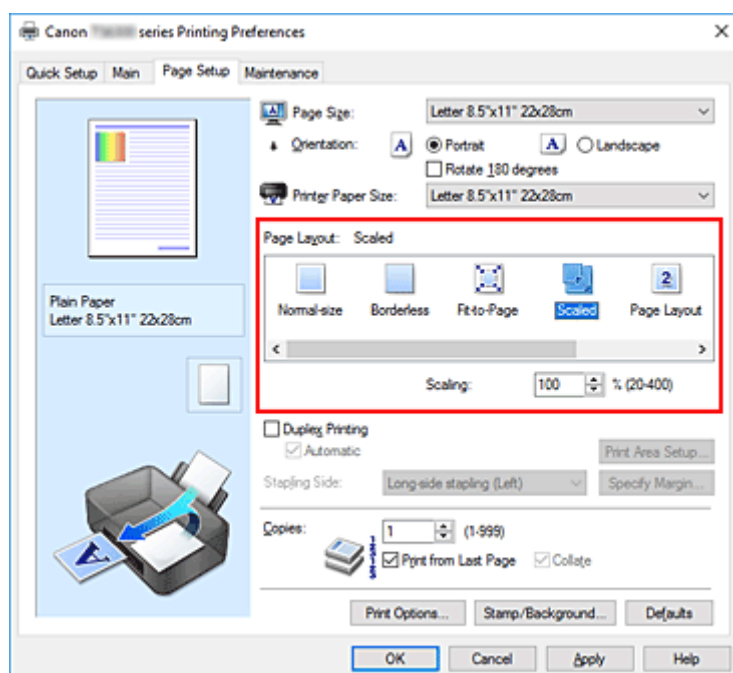 Canon series Printing Preferences
Quick Setup Main Page Setup Maintenance
Page Size: Letter 8.5"x11" 22x28cm
Orientation: A Portrait A Landscape
Rotate 180 degrees
Printer Paper Size: Letter 8.5"x11" 22x28cm
Page Layout: Scaled
2
Normal-size Borderless Fit-to-Page Scaled Page Layout
Scaling: 100 % (20-400)
Plain Paper
Letter 8.5"x11" 22x28cm
Duplex Printing
Automatic Print Area Setup...
Stapling Side: Long-side stapling (Left) Specify Margin...
Copies: 1 (1-999)
Print from Last Page Collate
A
Print Options... Stamp/Background... Defaults
OK Cancel Apply Help